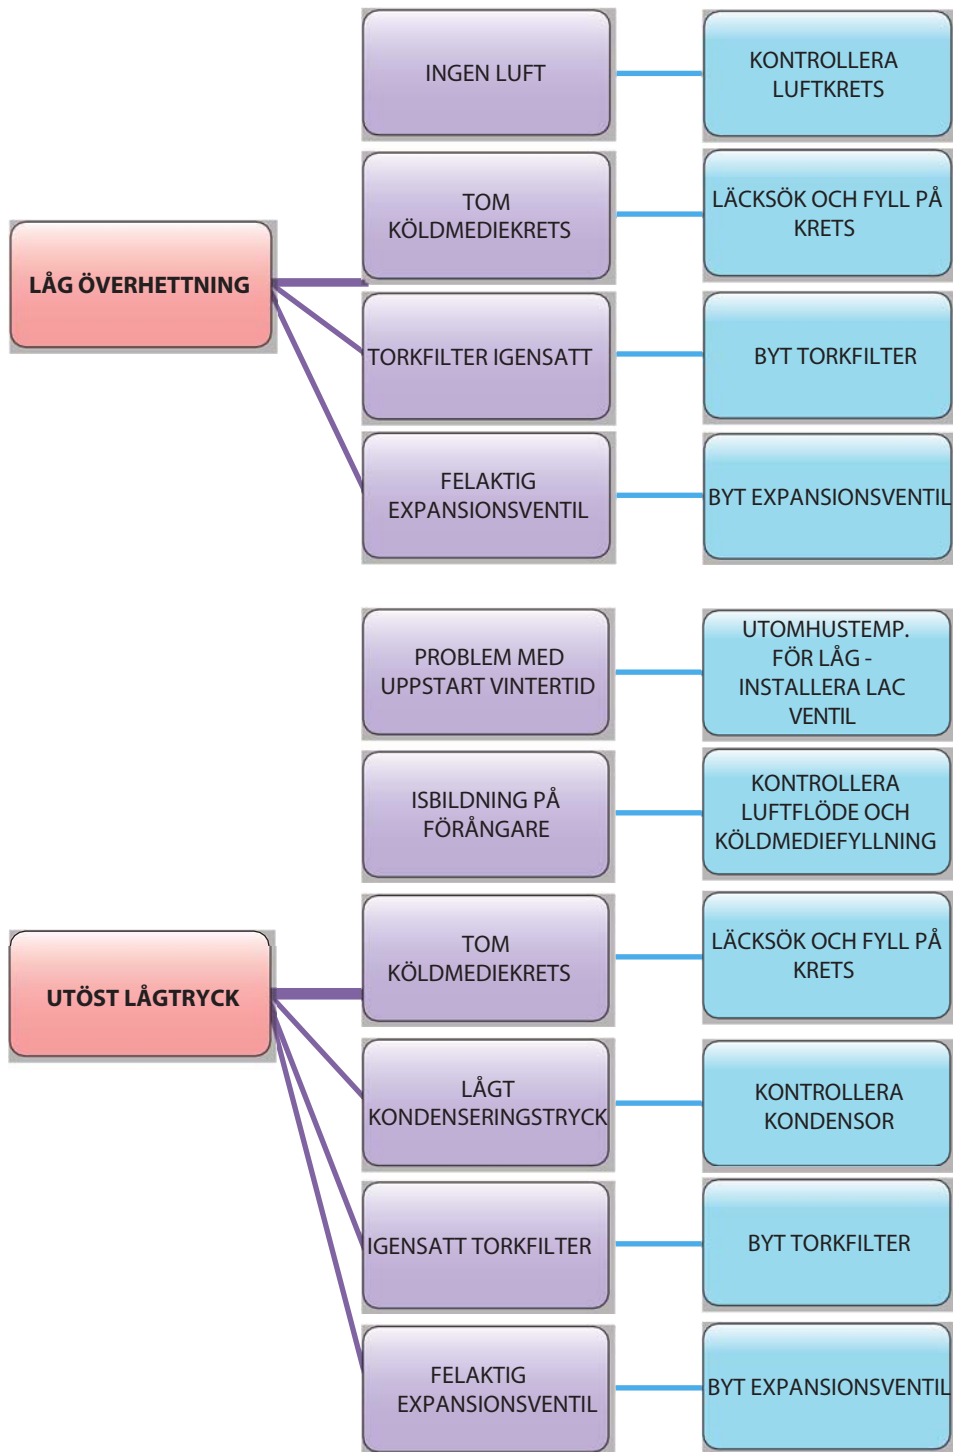 INGEN LUFT
KONTROLLERA
LUFTKRETS
TOM
KÖLDMEDIEKRETS
LÄCKSÖK OCH FYLL PÅ
KRETS
LÅG ÖVERHETTNING
TORKFILTER IGENSATT
BYT TORKFILTER
FELAKTIG
EXPANSIONSVENTIL
BYT EXPANSIONSVENTIL
PROBLEM MED
UPPSTART VINTERTID
UTOMHUSTEMP.
FÖR LÅG -
INSTALLERA LAC
VENTIL
ISBILDNING PÅ
FÖRÅNGARE
KONTROLLERA
LUFTFLÖDE OCH
KÖLDMEDIEFYLLNING
TOM
KÖLDMEDIEKRETS
LÄCKSÖK OCH FYLL PÅ
KRETS
UTÖST LÅGTRYCK
LÅGT
KONDENSERINGSTRYCK
KONTROLLERA
KONDENSOR
IGENSATT TORKFILTER
BYT TORKFILTER
FELAKTIG
EXPANSIONSVENTIL
BYT EXPANSIONSVENTIL